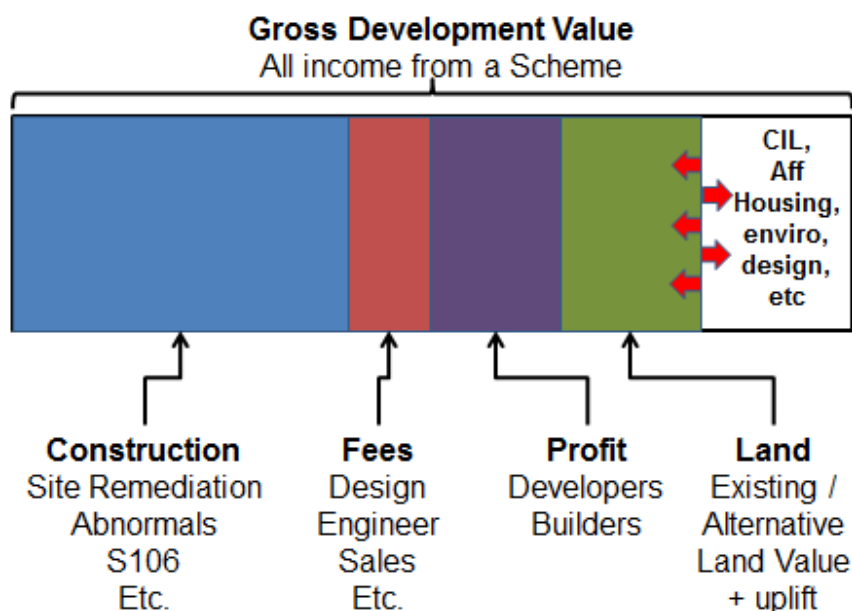 Gross Development Value
All income from a Scheme
CIL,
Aff
Housing,
enviro,
design,
etc
Construction
Site Remediation
Abnormals
S106
Etc.
Fees
Design
Engineer
Sales
Etc.
Profit
Developers
Builders
Land
Existing /
Alternative
Land Value
+ uplift